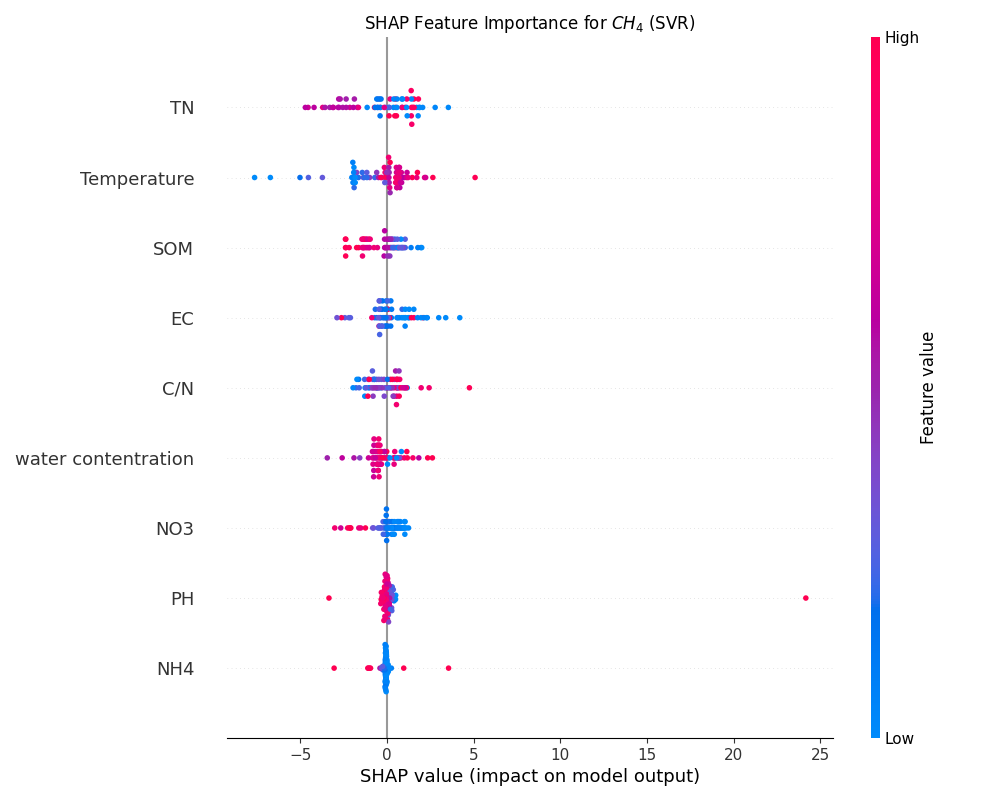 SHAP Feature Importance for CH4 (SVR)
High
TN
Temperature
SOM
EC
C/N
water contentration
NO3
PH
NH4
Feature value
Low
−5 0 5 10 15 20 25
SHAP value (impact on model output)